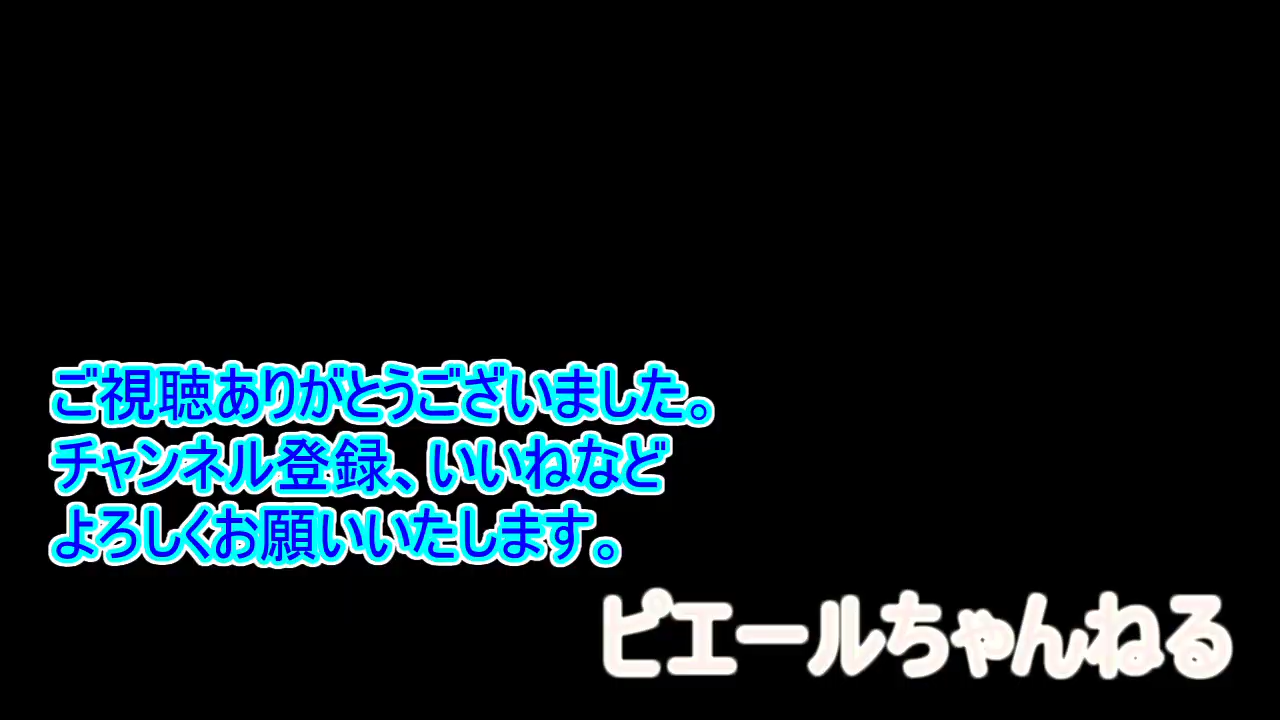 ご視聴ありがとうございました。
チャンネル登録、いいねなど
よろしくお願いいたします。
ピエールちゃんねる